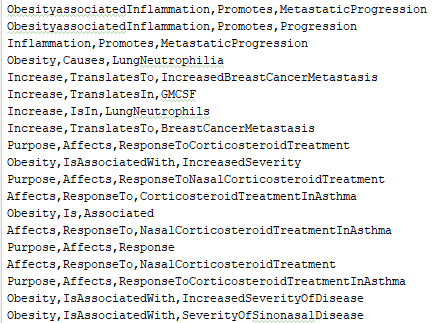 ObesityassociatedInflammation,Promotes,MetastaticProgression
ObesityassociatedInflammation,Promotes,Progression
Inflammation,Promotes,MetastaticProgression
Obesity,Causes,LungNeutrophilia
Increase,TranslatesTo,IncreasedBreastCancerMetastasis
Increase,TranslatesIn,GMCSF
Increase,IsIn,LungNeutrophils
Increase,TranslatesTo,BreastCancerMetastasis
Purpose,Affects,ResponseToCorticosteroidTreatment
Obesity,IsAssociatedWith,IncreasedSeverity
Purpose,Affects,ResponseToNasalCorticosteroidTreatment
Affects,ResponseTo,CorticosteroidTreatmentInAsthma
Obesity,Is,Associated
Affects,ResponseTo,NasalCorticosteroidTreatmentInAsthma
Purpose,Affects,Response
Affects,ResponseTo,NasalCorticosteroidTreatment
Purpose,Affects,ResponseToCorticosteroidTreatmentInAsthma
Obesity,IsAssociatedWith,IncreasedSeverityOfDisease
Obesity,IsAssociatedWith,SeverityOfSinonasalDisease